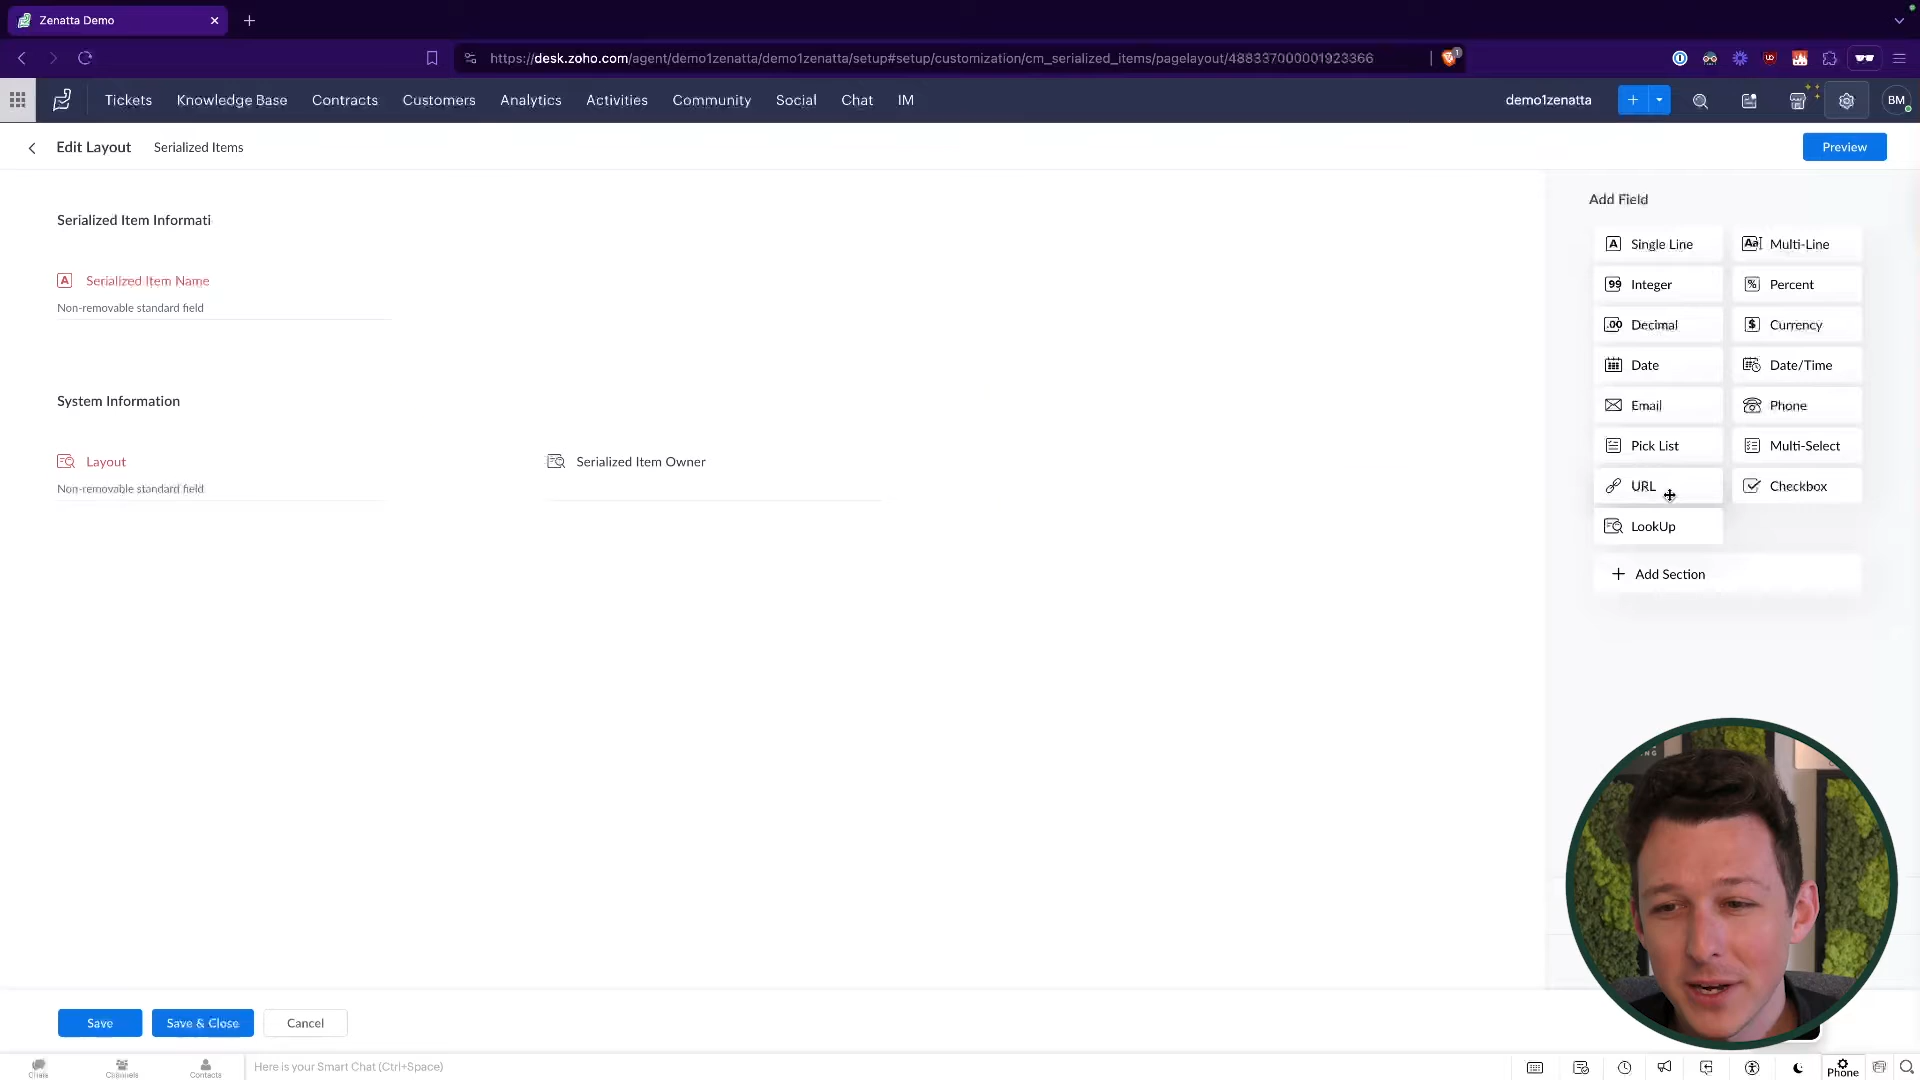 Zenatta Demo
https://desk.zoho.com/agent/demo1zenatta/demo1zenatta/setup#setup/customization/cm_serialized_items/pagelayout/488337000001923366
1
Tickets Knowledge Base Contracts Customers Analytics Activities Community Social Chat IM demo1zenatta BM
Edit Layout Serialized Items Preview
Serialized Item Informati
Serialized Item Name
Non-removable standard field
System Information
Layout Serialized Item Owner
Non-removable standard field
Add Field
Single Line Multi-Line
Integer Percent
Decimal Currency
Date Date/Time
Email Phone
Pick List Multi-Select
URL Checkbox
LookUp
Add Section
Save Save & Close Cancel
Chats Channels Contacts Here is your Smart Chat (Ctrl+Space) Phone